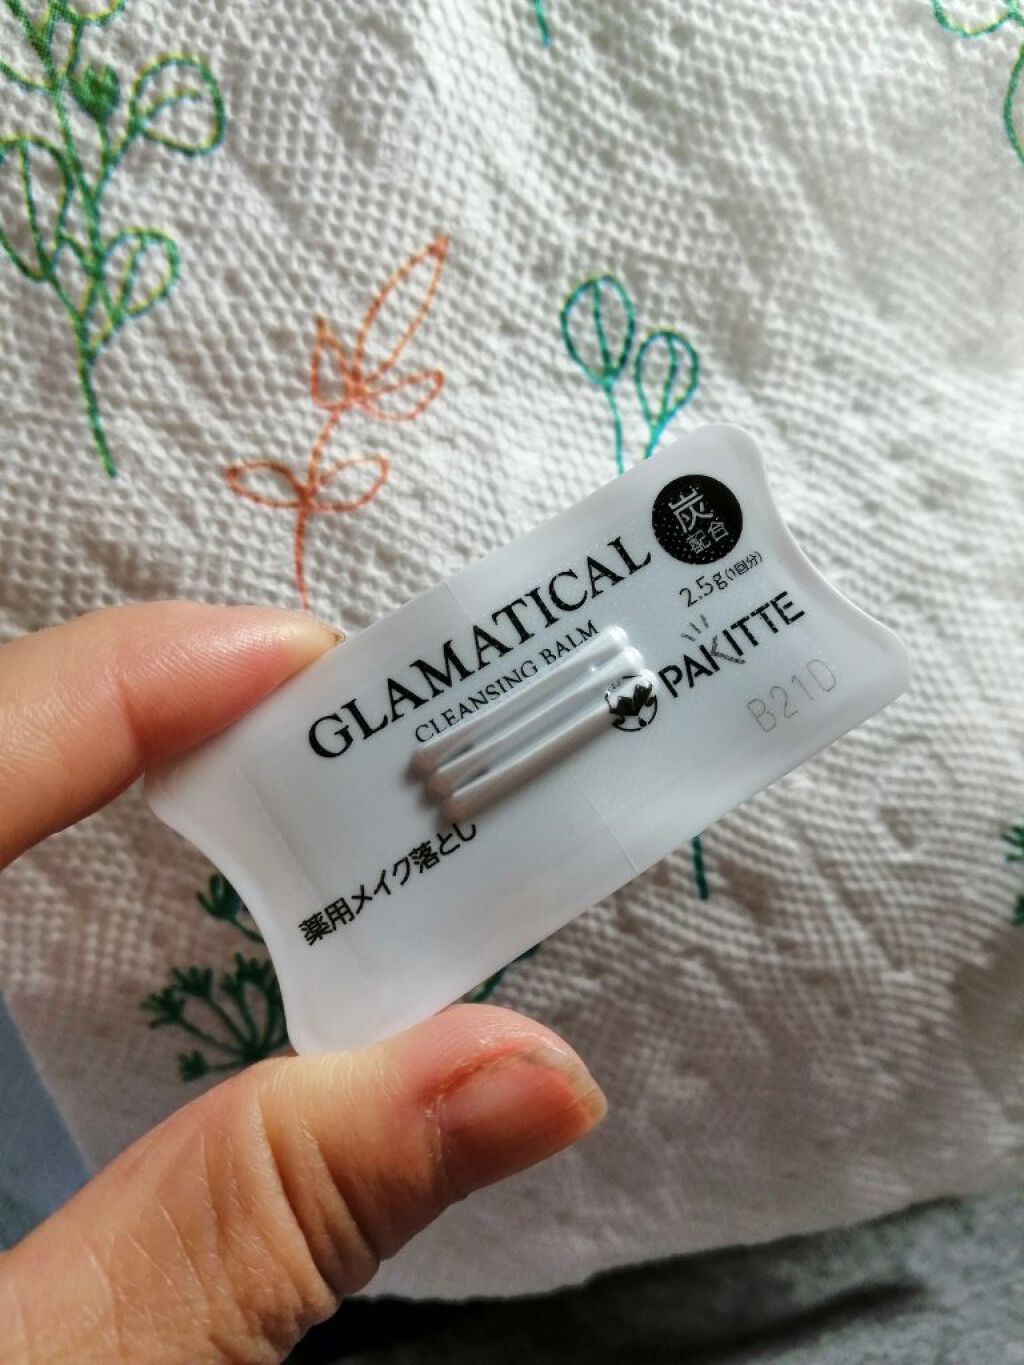 炭
配合
2.5g(1回分)
GLAMATICAL
CLEANSING BALM
PAKITTE
B21D
薬用メイク落とし